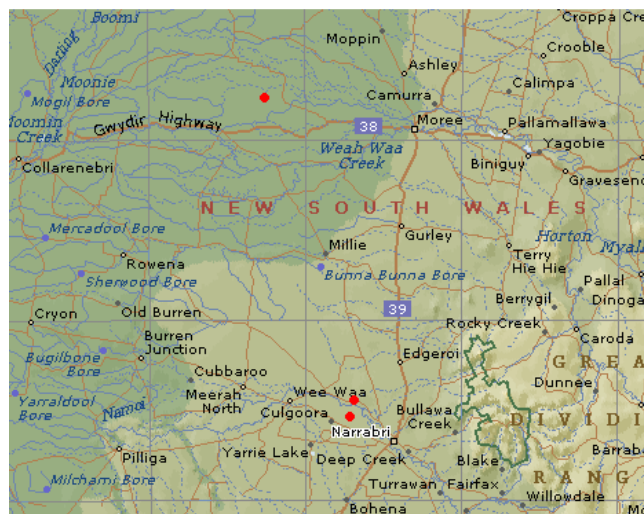 Croppa Cre
Boomi
Moppin
Darling
Crooble
Ashley
Moonie
Calimpa
Mogil Bore
Camurra
Moomin
Creek
Gwydir Highway
38
Moree
Pallamallawa
Weah Waa
Creek
Yagobie
Collarenebri
Biniguy
Gravesend
NEW SOUTH WALES
Mercadool Bore
Gurley
Horton
Millie
Myall
Rowena
Terry
Hie Hie
Sherwood Bore
Bunna Bunna Bore
Pallal
Dinoga
Old Burren
39
Berrygil
Cryon
Rocky Creek
Burren
Junction
Caroda
Bugilbone
Bore
Edgeroi
GREA
Cubbaroo
Dunnee
Yarraldool
Bore
Meerah
North
Wee Waa
Namoi
Culgoora
Bullawa
Creek
DIVIDI
Narrabri
Pilliga
Yarrie Lake
Deep Creek
Blake
Barraba
RANG
Milchami Bore
Turrawan
Fairfax
Willowdale
Bohena